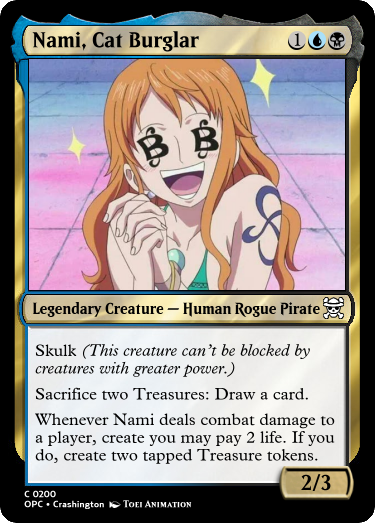 Nami, Cat Burglar 1
Legendary Creature — Human Rogue Pirate
Skulk (This creature can't be blocked by
creatures with greater power.)
Sacrifice two Treasures: Draw a card.
Whenever Nami deals combat damage to
a player, create you may pay 2 life. If you
do, create two tapped Treasure tokens.
2/3
C 0200
OPC • Crashington TOEI ANIMATION